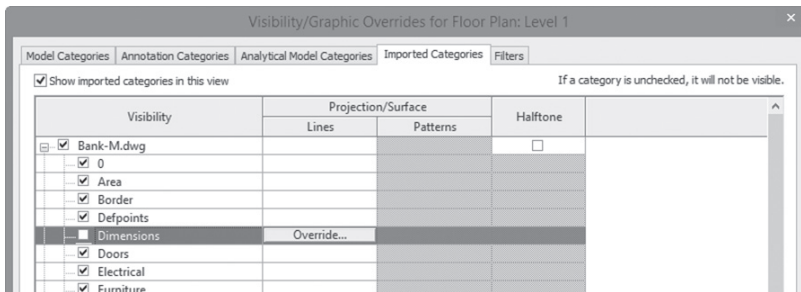 Visibility/Graphic Overrides for Floor Plan: Level 1
Model Categories Annotation Categories Analytical Model Categories Imported Categories Filters
Show imported categories in this view If a category is unchecked, it will not be visible.
Visibility Projection/Surface Halftone
Lines Patterns
Bank-M.dwg
0
Area
Border
Defpoints
Dimensions Override...
Doors
Electrical
Furniture